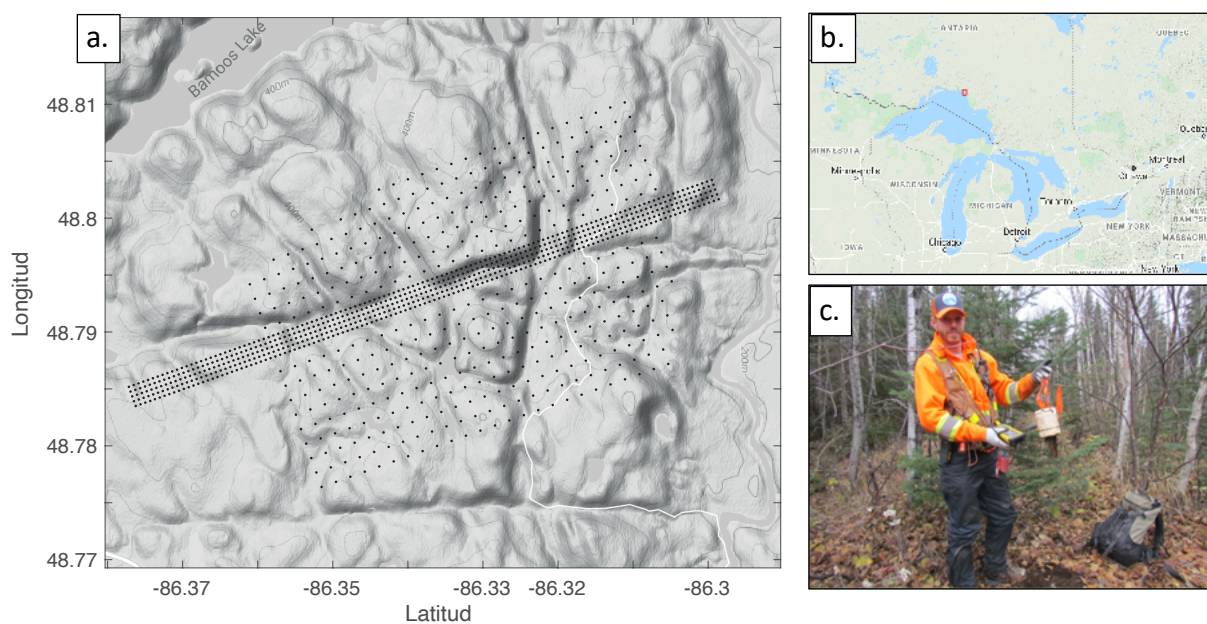 a.
Bamoos Lake
400m
400m
400m
200m
48.81
48.8
48.79
48.78
48.77
Longitud
-86.37
-86.35
-86.33
-86.32
-86.3
Latitud
b.
ONTARIO
QUEBEC
MINNESOTA
Minneapolis
WISCONSIN
MICHIGAN
IOWA
Chicago
Detroit
Toronto
Ottawa
Montreal
VERMONT
NEW YORK
MASSACHU
CT
New York
c.